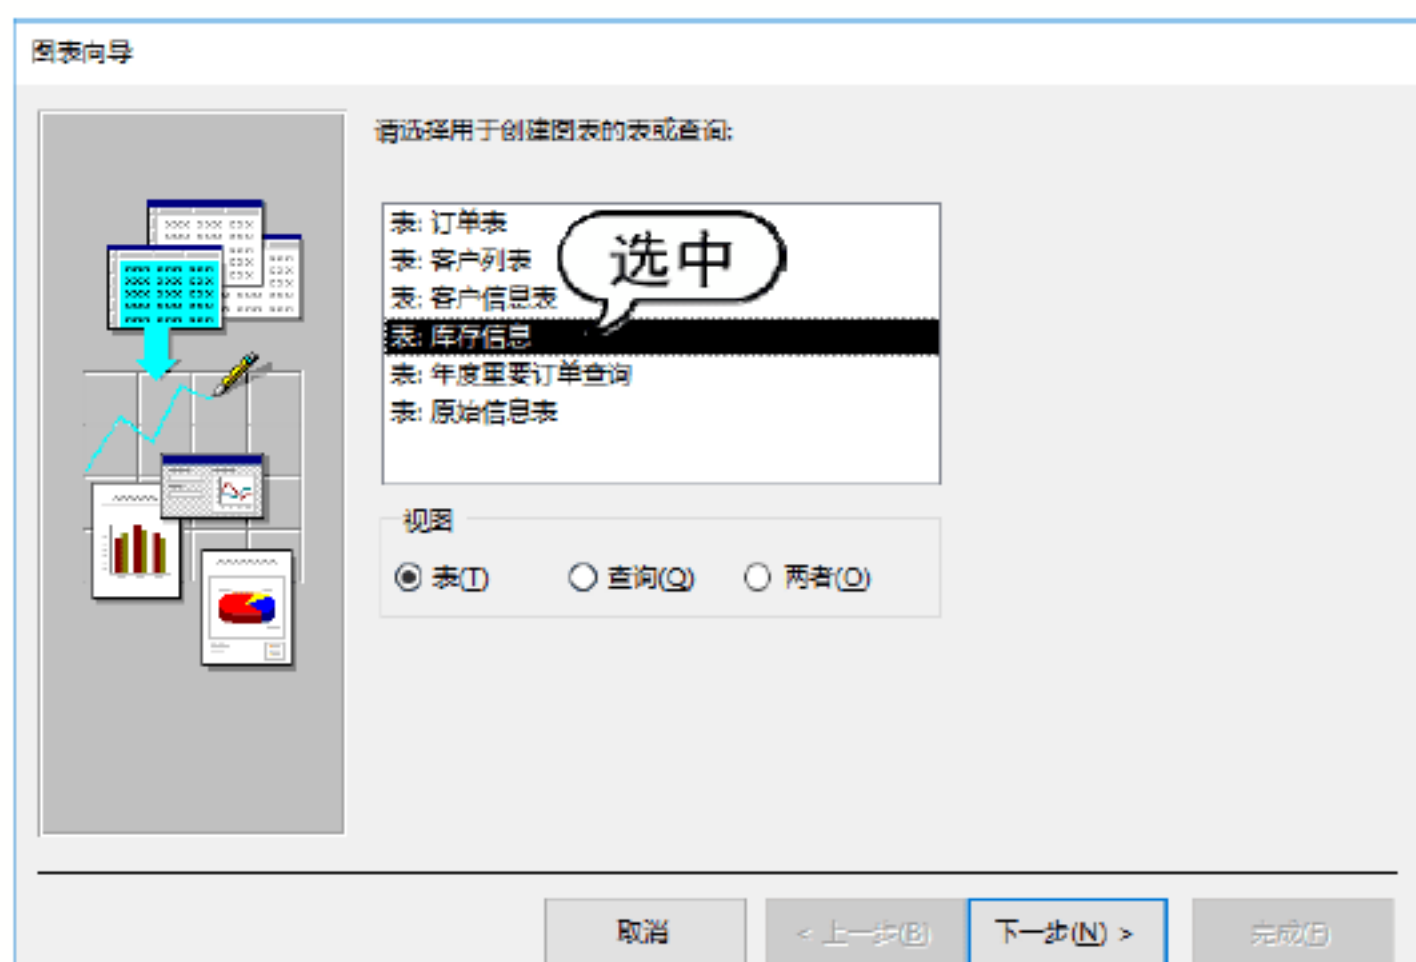 图表向导
请选择用于创建图表的表或查询:
表: 订单表
表: 客户列表
选中
表: 客户信息表
表: 库存信息
表: 年度重要订单查询
表: 原始信息表
视图
表(T) 查询(Q) 两者(O)
取消 < 上一步(B) 下一步(N) > 完成(F)